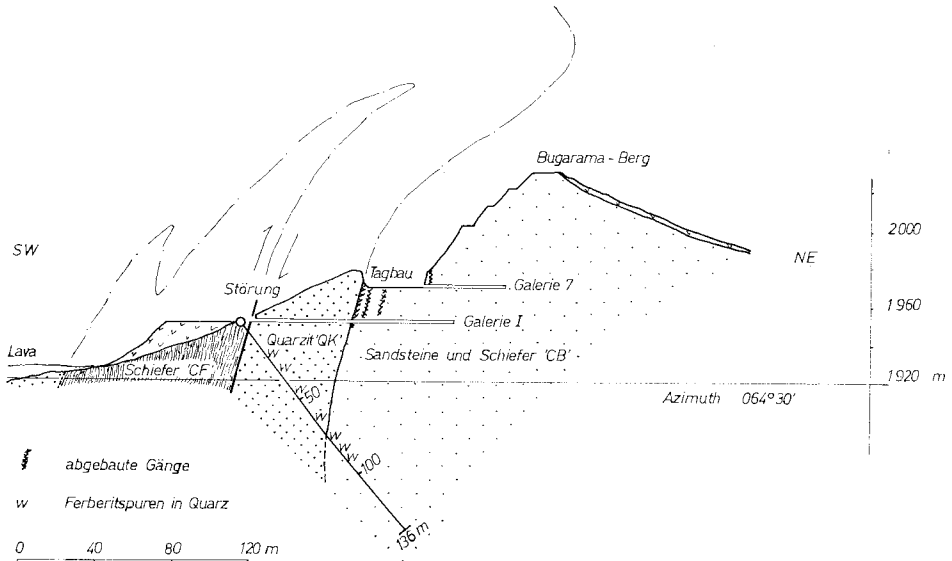 Bugarama - Berg
2000
SW
NE
Störung
Tagbau
Galerie 7
1960
Galerie I
Lava
Quarzit 'QK'
Sandsteine und Schiefer 'CB'
Schiefer 'CF'
1920 m
50
Azimuth 064°30'
abgebaute Gänge
100
w Ferberitspuren in Quarz
136 m
0 40 80 120 m